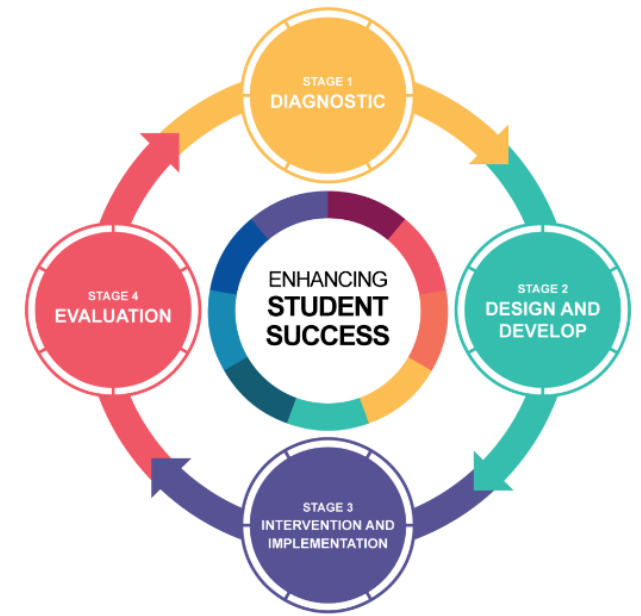 STAGE 1
DIAGNOSTIC
STAGE 2
DESIGN AND
DEVELOP
STAGE 3
INTERVENTION AND
IMPLEMENTATION
STAGE 4
EVALUATION
ENHANCING
STUDENT
SUCCESS